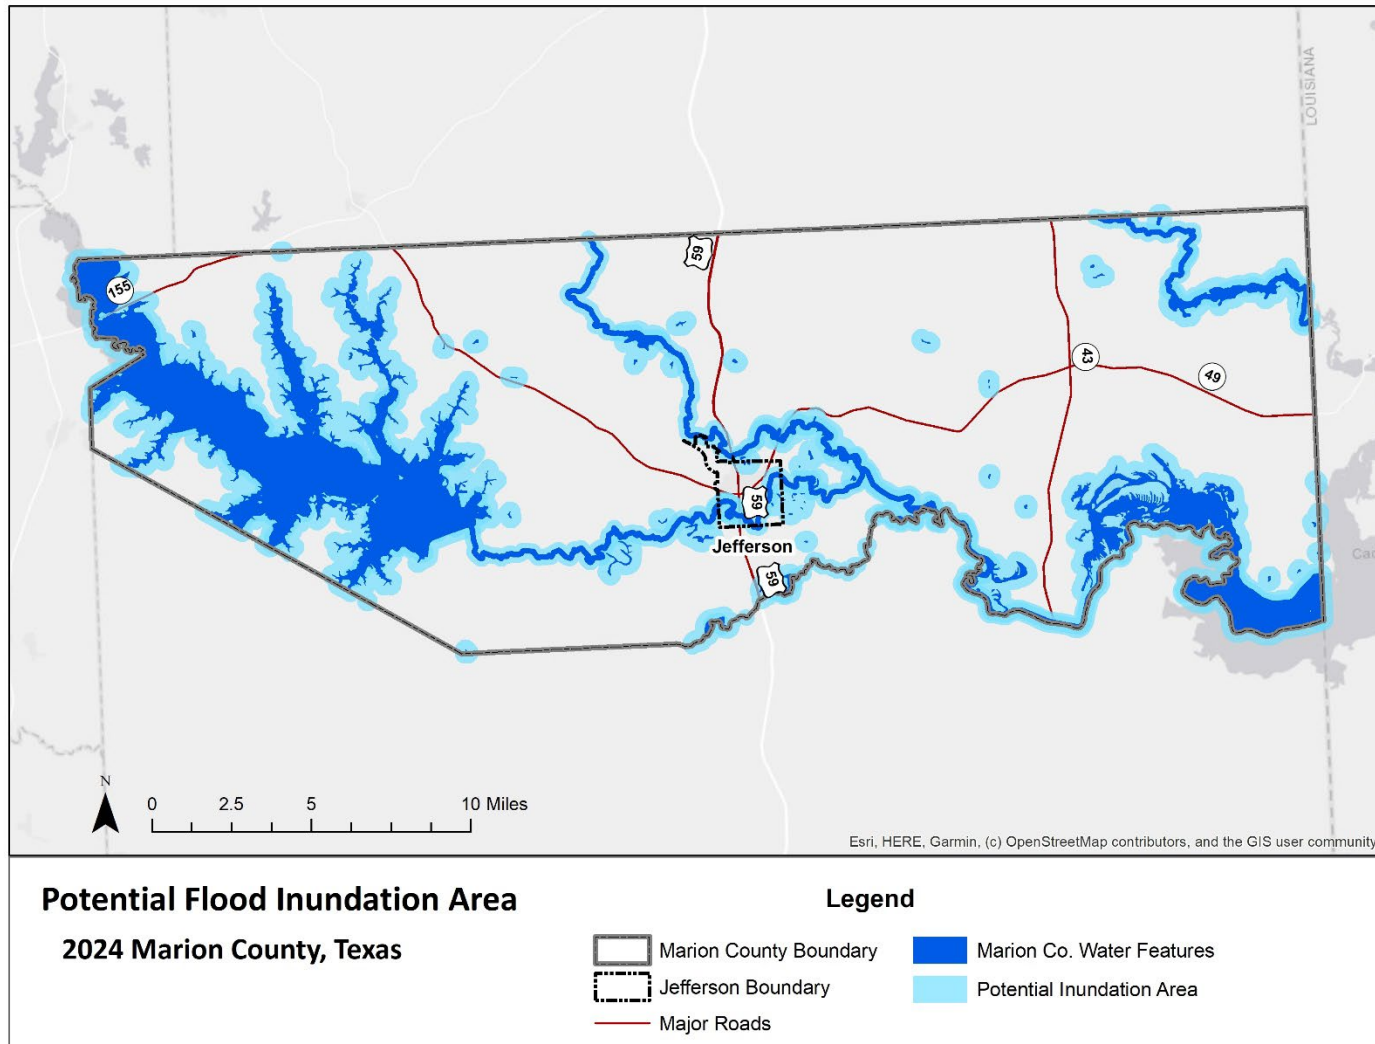 LOUISIANA
59
155
43
49
59
Jefferson
59
Ca
N
0 2.5 5 10 Miles
Esri, HERE, Garmin, (c) OpenStreetMap contributors, and the GIS user community
Potential Flood Inundation Area
2024 Marion County, Texas
Legend
Marion County Boundary
Jefferson Boundary
Major Roads
Marion Co. Water Features
Potential Inundation Area